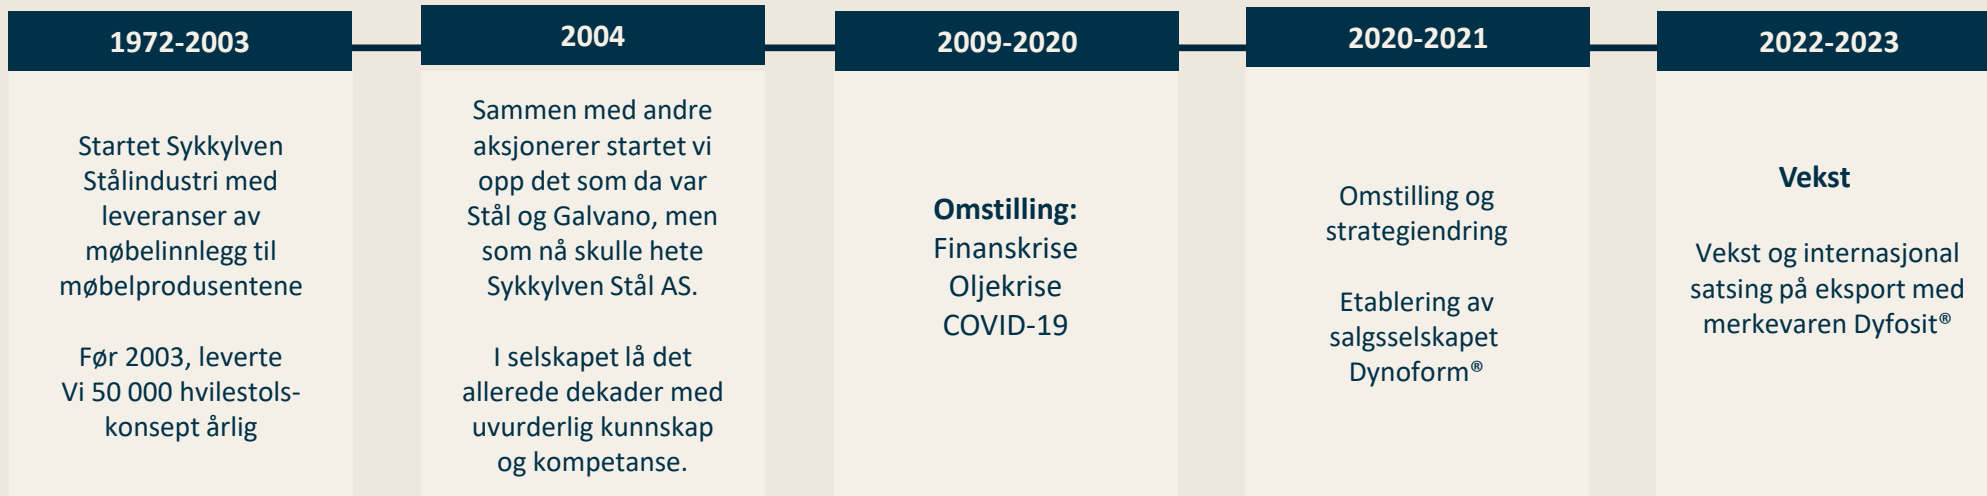 1972-2003
Startet Sykkylven
Stålindustri med
leveranser av
møbelinnlegg til
møbelprodusentene
Før 2003, leverte
Vi 50 000 hvilestols-
konsept årlig
2004
Sammen med andre
aksjonerer startet vi
opp det som da var
Stål og Galvano, men
som nå skulle hete
Sykkylven Stål AS.
I selskapet lå det
allerede dekader med
uvurderlig kunnskap
og kompetanse.
2009-2020
Omstilling:
Finanskrise
Oljekrise
COVID-19
2020-2021
Omstilling og
strategiendring
Etablering av
salgsselskapet
Dynoform®
2022-2023
Vekst
Vekst og internasjonal
satsing på eksport med
merkevaren Dyfosit®